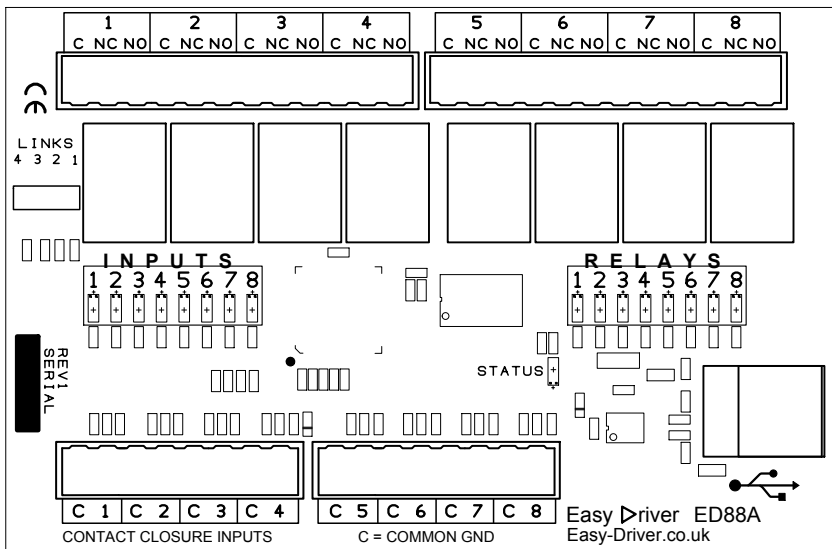 1 2 3 4 5 6 7 8
C NC NO C NC NO C NC NO C NC NO C NC NO C NC NO C NC NO C NC NO
CE
LINKS
4 3 2 1
INPUTS
1 2 3 4 5 6 7 8
RELAYS
1 2 3 4 5 6 7 8
REV1
SERIAL
STATUS
C 1 C 2 C 3 C 4
C 5 C 6 C 7 C 8
CONTACT CLOSURE INPUTS
C = COMMON GND
Easy Driver ED88A
Easy-Driver.co.uk